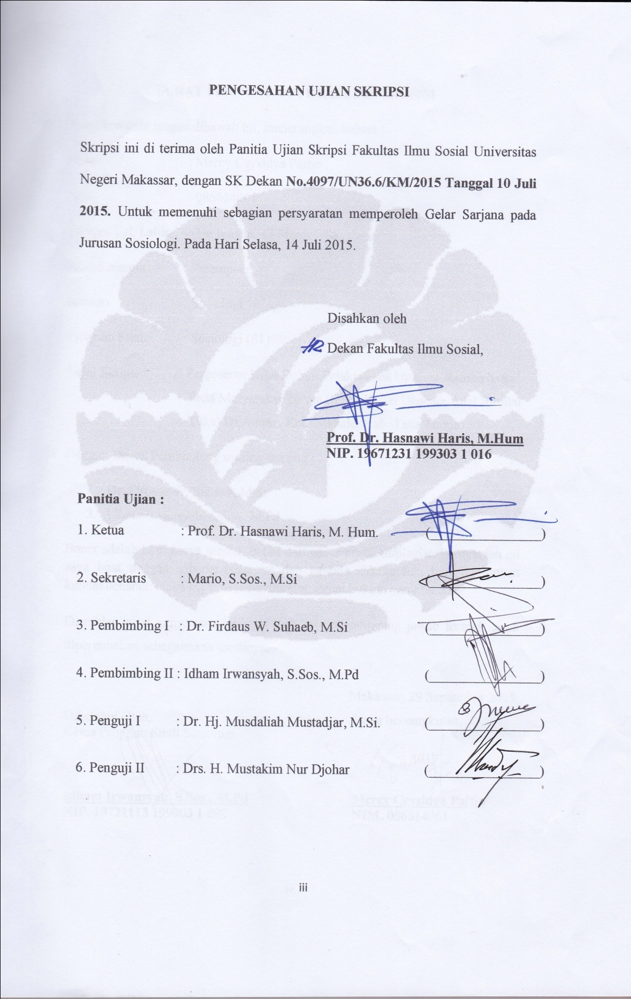 PENGESAHAN UJIAN SKRIPSI
Skripsi ini di terima oleh Panitia Ujian Skripsi Fakultas Ilmu Sosial Universitas
Negeri Makassar, dengan SK Dekan No.4097/UN36.6/KM/2015 Tanggal 10 Juli
2015. Untuk memenuhi sebagian persyaratan memperoleh Gelar Sarjana pada
Jurusan Sosiologi. Pada Hari Selasa, 14 Juli 2015.
Disahkan oleh
Dekan Fakultas Ilmu Sosial,
Prof. Dr. Hasnawi Haris, M.Hum
NIP. 19671231 199303 1 016
Panitia Ujian :
1. Ketua : Prof. Dr. Hasnawi Haris, M. Hum. ( )
2. Sekretaris : Mario, S.Sos., M.Si ( )
3. Pembimbing I : Dr. Firdaus W. Suhaeb, M.Si ( )
4. Pembimbing II : Idham Irwansyah, S.Sos., M.Pd ( )
5. Penguji I : Dr. Hj. Musdaliah Mustadjar, M.Si. ( )
6. Penguji II : Drs. H. Mustakim Nur Djohar ( )
iii